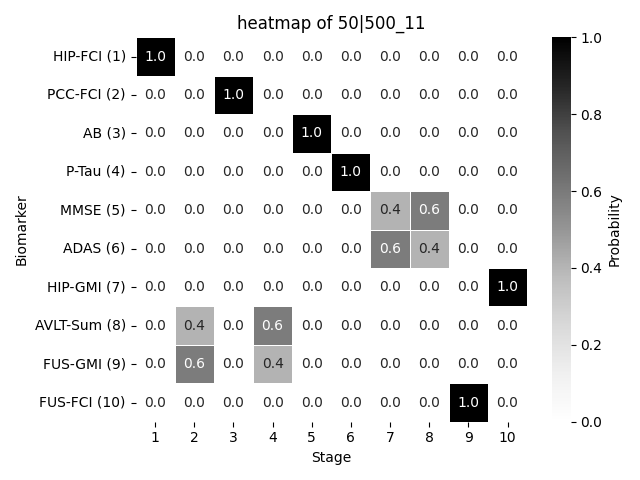 heatmap of 50|500_11
HIP-FCI (1) 1.0 0.0 0.0 0.0 0.0 0.0 0.0 0.0 0.0 0.0
PCC-FCI (2) 0.0 0.0 1.0 0.0 0.0 0.0 0.0 0.0 0.0 0.0
AB (3) 0.0 0.0 0.0 0.0 1.0 0.0 0.0 0.0 0.0 0.0
P-Tau (4) 0.0 0.0 0.0 0.0 0.0 1.0 0.0 0.0 0.0 0.0
MMSE (5) 0.0 0.0 0.0 0.0 0.0 0.0 0.4 0.6 0.0 0.0
ADAS (6) 0.0 0.0 0.0 0.0 0.0 0.0 0.6 0.4 0.0 0.0
HIP-GMI (7) 0.0 0.0 0.0 0.0 0.0 0.0 0.0 0.0 0.0 1.0
AVLT-Sum (8) 0.0 0.4 0.0 0.6 0.0 0.0 0.0 0.0 0.0 0.0
FUS-GMI (9) 0.0 0.6 0.0 0.4 0.0 0.0 0.0 0.0 0.0 0.0
FUS-FCI (10) 0.0 0.0 0.0 0.0 0.0 0.0 0.0 0.0 1.0 0.0
1 2 3 4 5 6 7 8 9 10
Stage
Biomarker
1.0
0.8
0.6
0.4
0.2
0.0
Probability